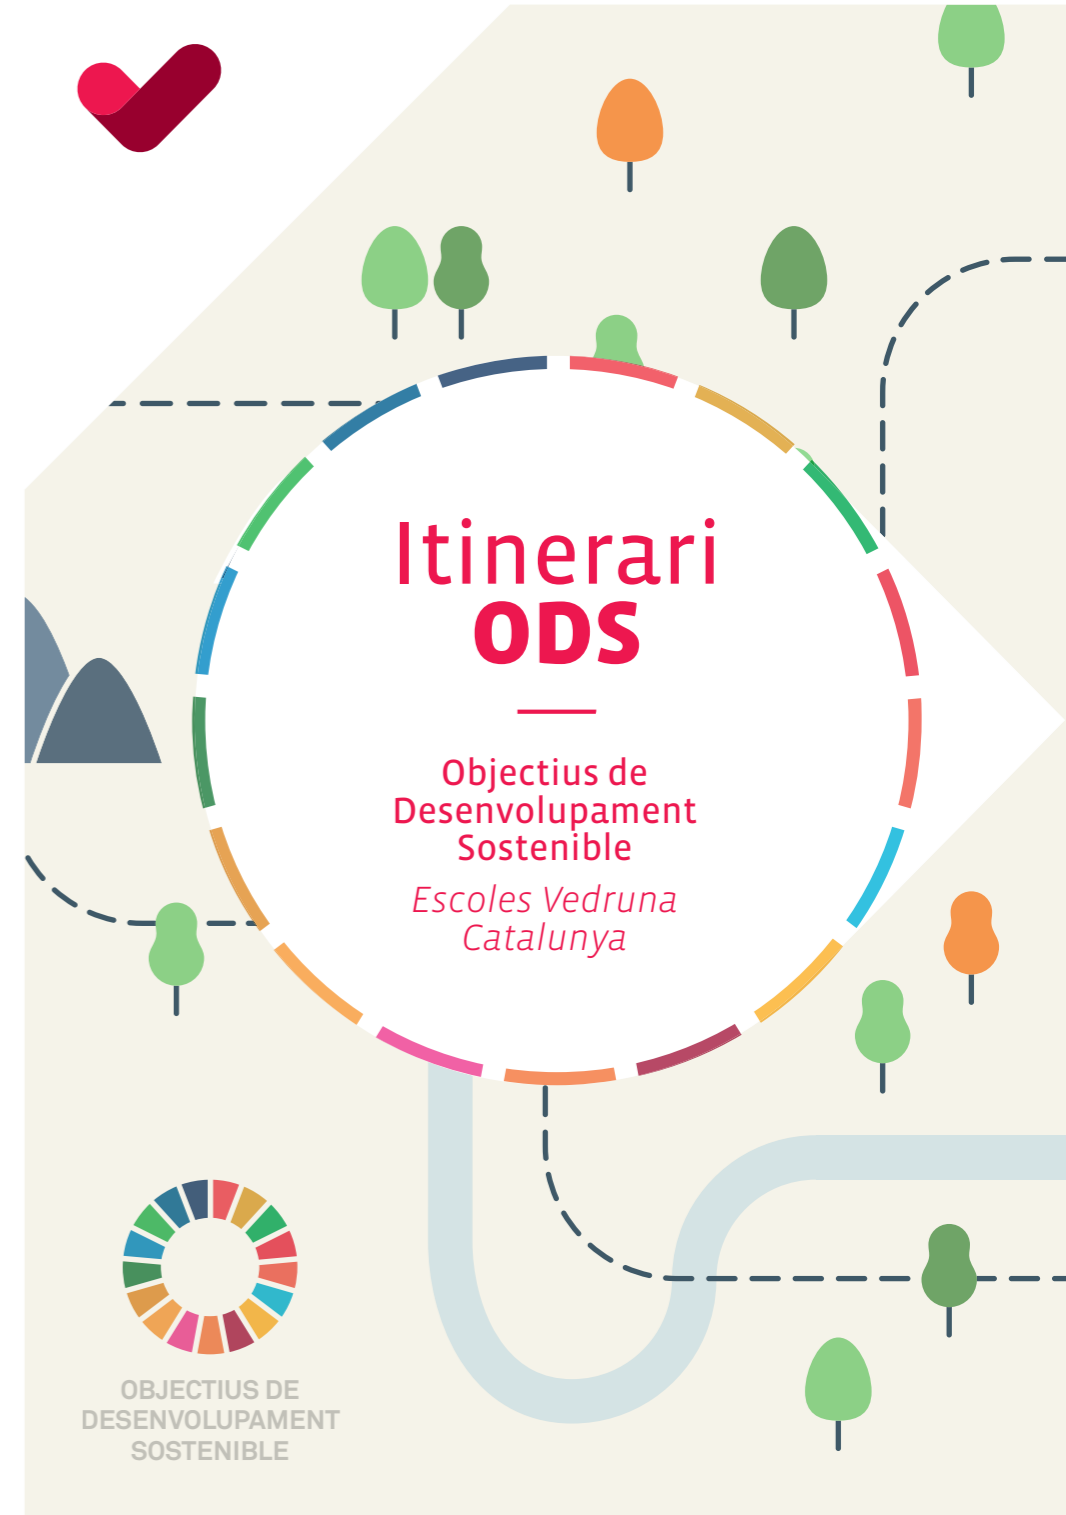 Itinerari
ODS
Objectius de
Desenvolupament
Sostenible
Escoles Vedruna
Catalunya
OBJECTIUS DE
DESENVOLUPAMENT
SOSTENIBLE